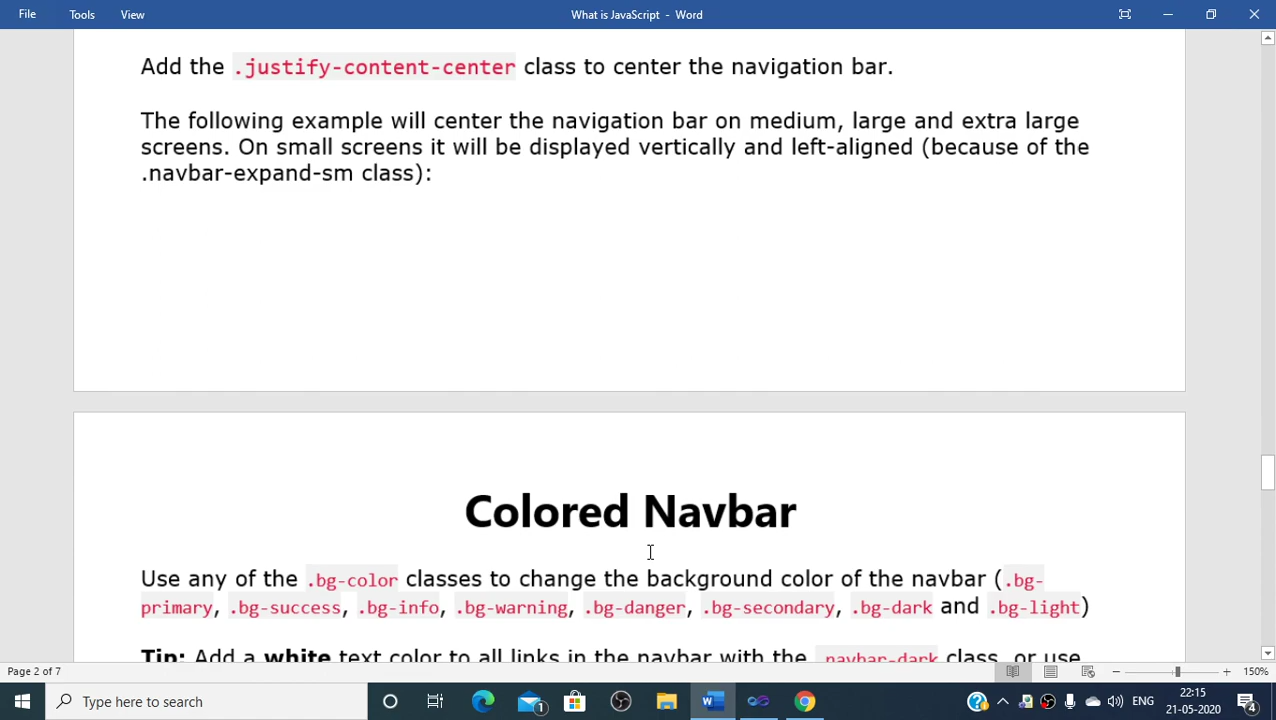 File Tools View What is JavaScript - Word
Add the .justify-content-center class to center the navigation bar.
The following example will center the navigation bar on medium, large and extra large
screens. On small screens it will be displayed vertically and left-aligned (because of the
.navbar-expand-sm class):
Colored Navbar
Use any of the .bg-color classes to change the background color of the navbar (.bg-
primary, .bg-success, .bg-info, .bg-warning, .bg-danger, .bg-secondary, .bg-dark and .bg-light)
Tip: Add a white text color to all links in the navbar with the .navbar-dark class, or use
Page 2 of 7 150%
Type here to search 1 ENG 22:15
21-05-2020 4